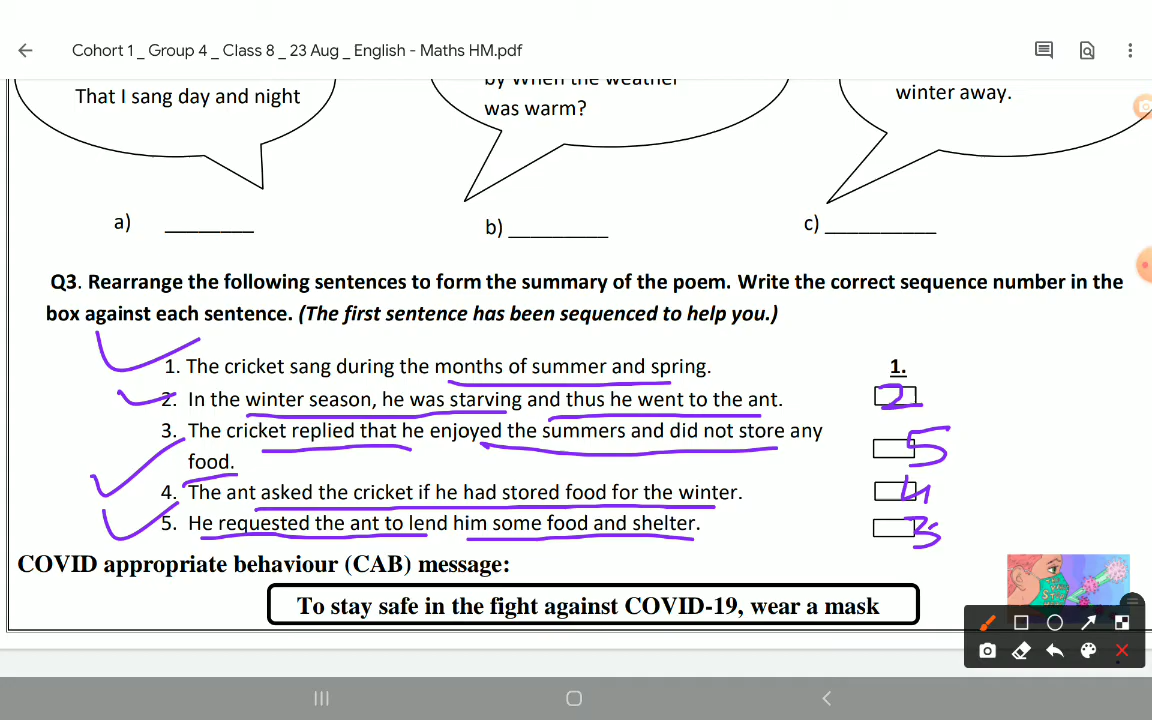 Cohort 1 _ Group 4 _ Class 8 _ 23 Aug _ English - Maths HM.pdf
That I sang day and night
by When the weather
was warm?
winter away.
a) ________
b) _________
c) __________
Q3. Rearrange the following sentences to form the summary of the poem. Write the correct sequence number in the
box against each sentence. (The first sentence has been sequenced to help you.)
1. The cricket sang during the months of summer and spring. 1.
2. In the winter season, he was starving and thus he went to the ant. 2
3. The cricket replied that he enjoyed the summers and did not store any 5
food.
4. The ant asked the cricket if he had stored food for the winter. 4
5. He requested the ant to lend him some food and shelter. 3
COVID appropriate behaviour (CAB) message:
To stay safe in the fight against COVID-19, wear a mask